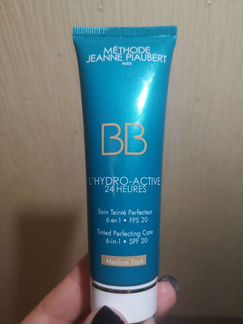 MÉTHODE
JEANNE PIAUBERT
PARIS
BB
L'HYDRO-ACTIVE
24 HEURES
Soin Teinté Perfecteur
6 en 1 • FPS 20
Tinted Perfecting Care
6-in-1 • SPF 20
Medium Dark